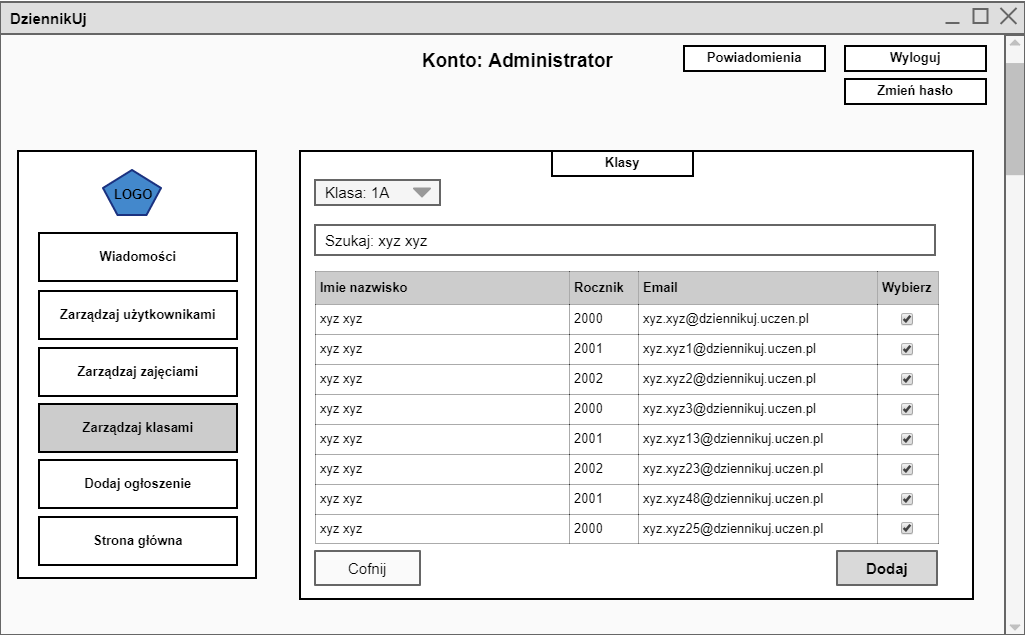 DziennikUj
Konto: Administrator
Powiadomienia
Wyloguj
Zmień hasło
LOGO
Wiadomości
Zarządzaj użytkownikami
Zarządzaj zajęciami
Zarządzaj klasami
Dodaj ogłoszenie
Strona główna
Klasy
Klasa: 1A
Szukaj: xyz xyz
Imie nazwisko Rocznik Email Wybierz
xyz xyz 2000 xyz.xyz@dziennikuj.uczen.pl
xyz xyz 2001 xyz.xyz1@dziennikuj.uczen.pl
xyz xyz 2002 xyz.xyz2@dziennikuj.uczen.pl
xyz xyz 2000 xyz.xyz3@dziennikuj.uczen.pl
xyz xyz 2001 xyz.xyz13@dziennikuj.uczen.pl
xyz xyz 2002 xyz.xyz23@dziennikuj.uczen.pl
xyz xyz 2001 xyz.xyz48@dziennikuj.uczen.pl
xyz xyz 2000 xyz.xyz25@dziennikuj.uczen.pl
Cofnij
Dodaj